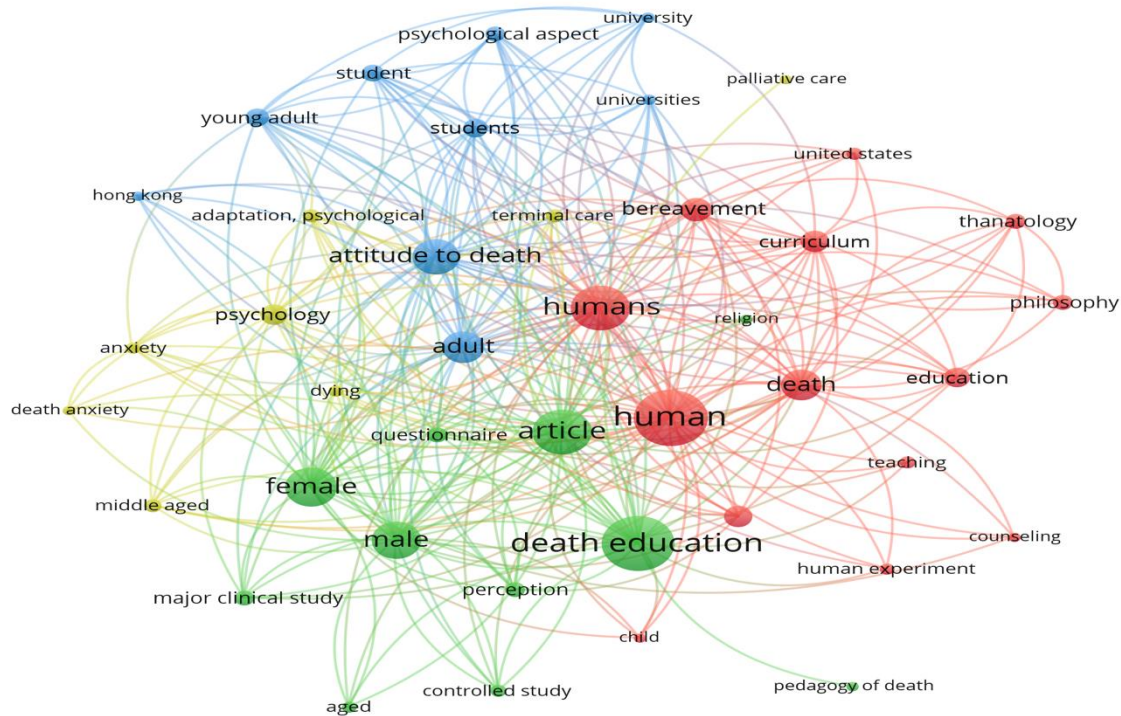 university
psychological aspect
student
palliative care
universities
young adult
students
united states
hong kong
bereavement
adaptation, psychological
terminal care
thanatology
curriculum
attitude to death
humans
philosophy
psychology
religion
anxiety
adult
education
death
dying
death anxiety
human
article
questionnaire
teaching
female
middle aged
counseling
male
death education
human experiment
perception
major clinical study
child
pedagogy of death
controlled study
aged